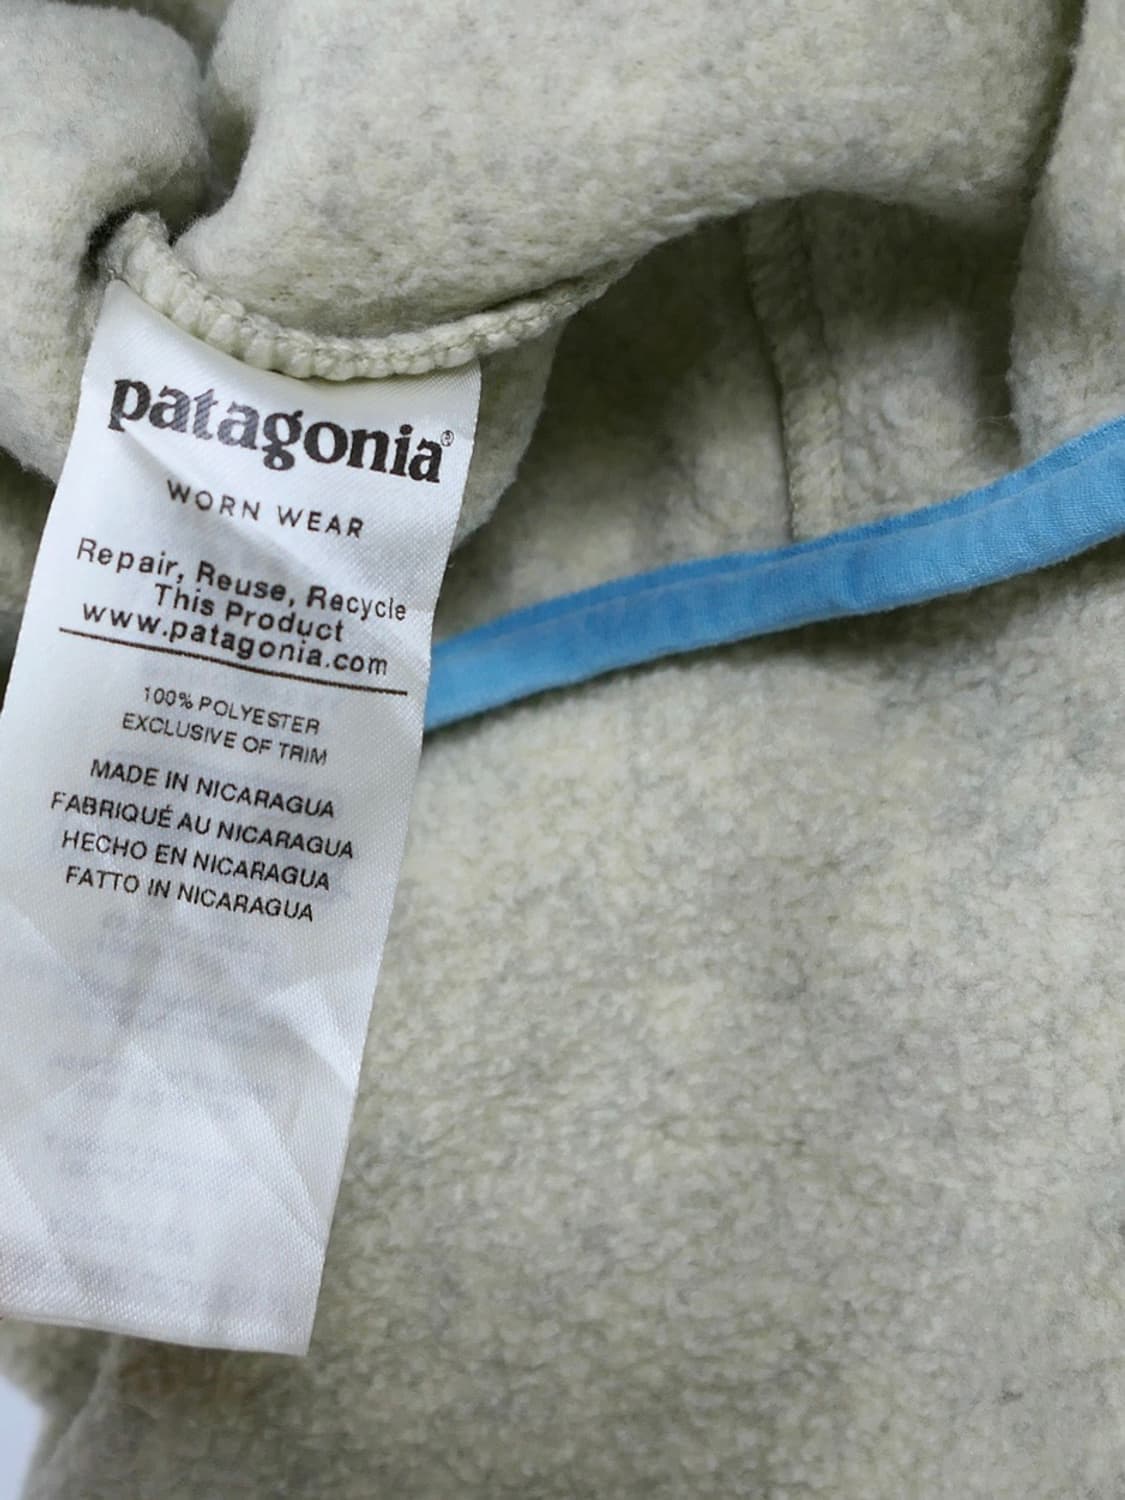 patagonia®
WORN WEAR
Repair, Reuse, Recycle
This Product
www.patagonia.com
100% POLYESTER
EXCLUSIVE OF TRIM
MADE IN NICARAGUA
FABRIQUÉ AU NICARAGUA
HECHO EN NICARAGUA
FATTO IN NICARAGUA